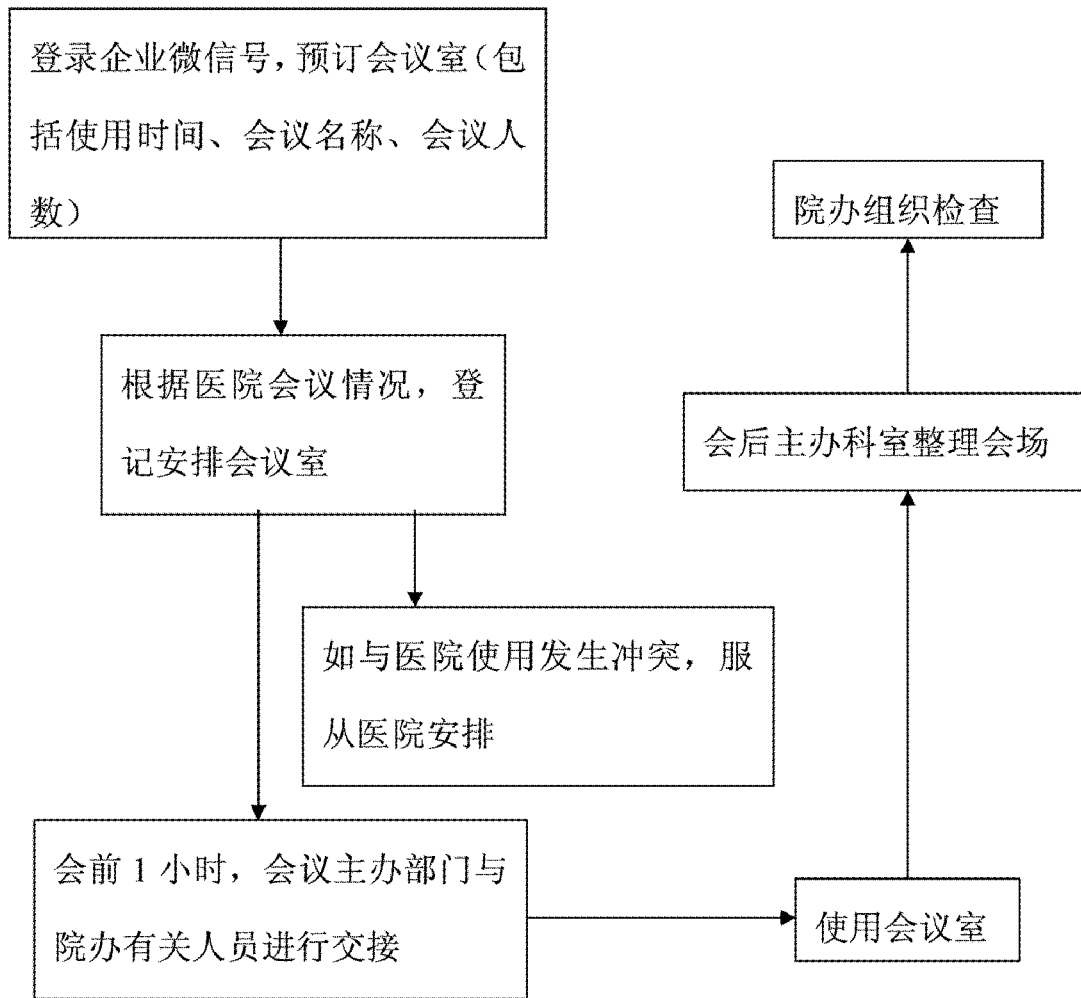 登录企业微信号，预订会议室（包
括使用时间、会议名称、会议人
数）
根据医院会议情况，登
记安排会议室
如与医院使用发生冲突，服
从医院安排
会前 1 小时，会议主办部门与
院办有关人员进行交接
使用会议室
会后主办科室整理会场
院办组织检查